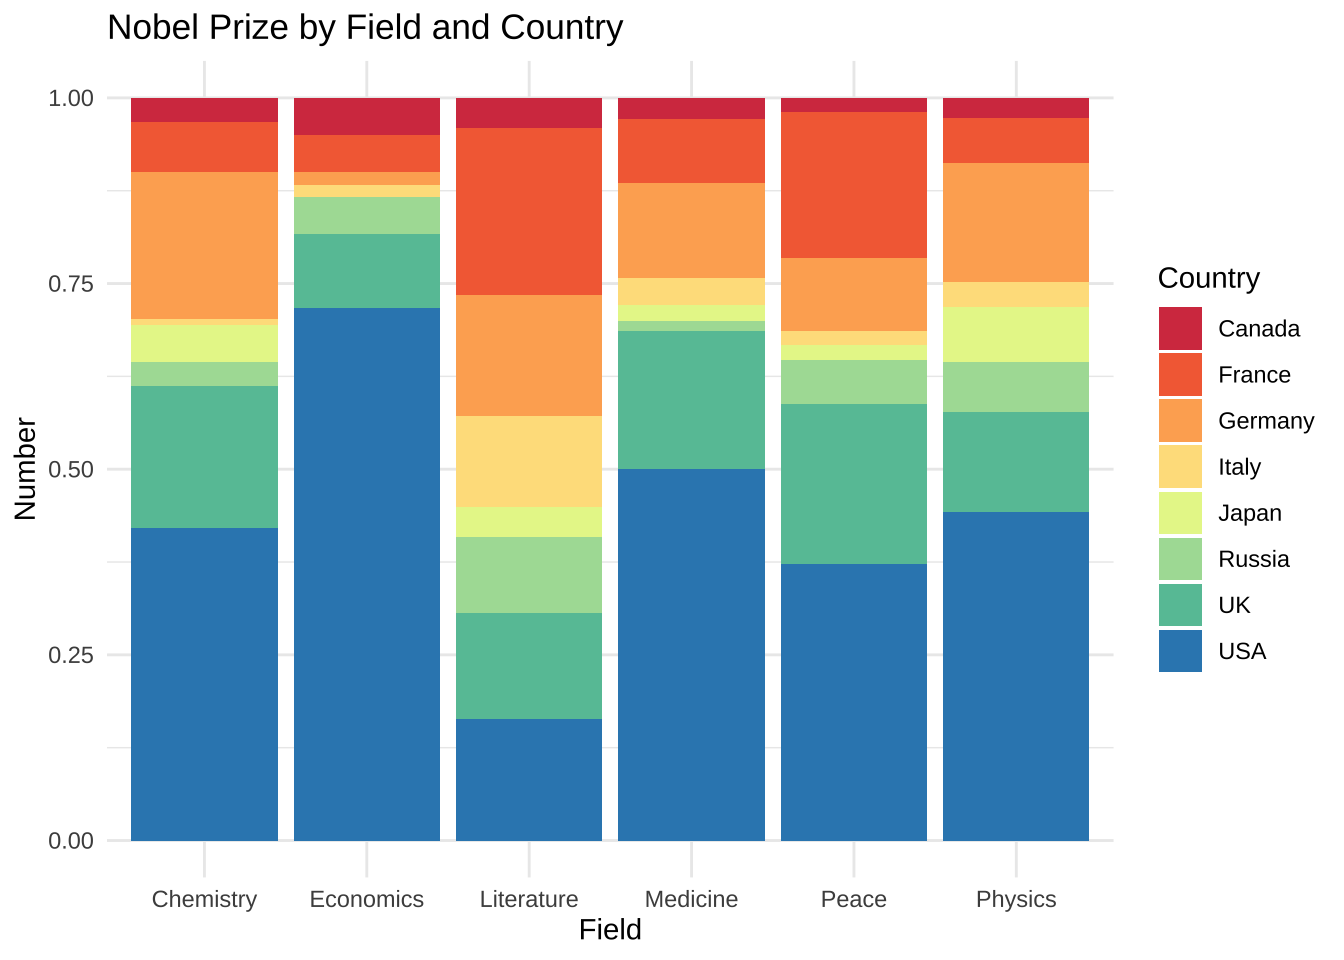 Nobel Prize by Field and Country
1.00
0.75
0.50
0.25
0.00
Number
Chemistry
Economics
Literature
Medicine
Peace
Physics
Field
Country
Canada
France
Germany
Italy
Japan
Russia
UK
USA